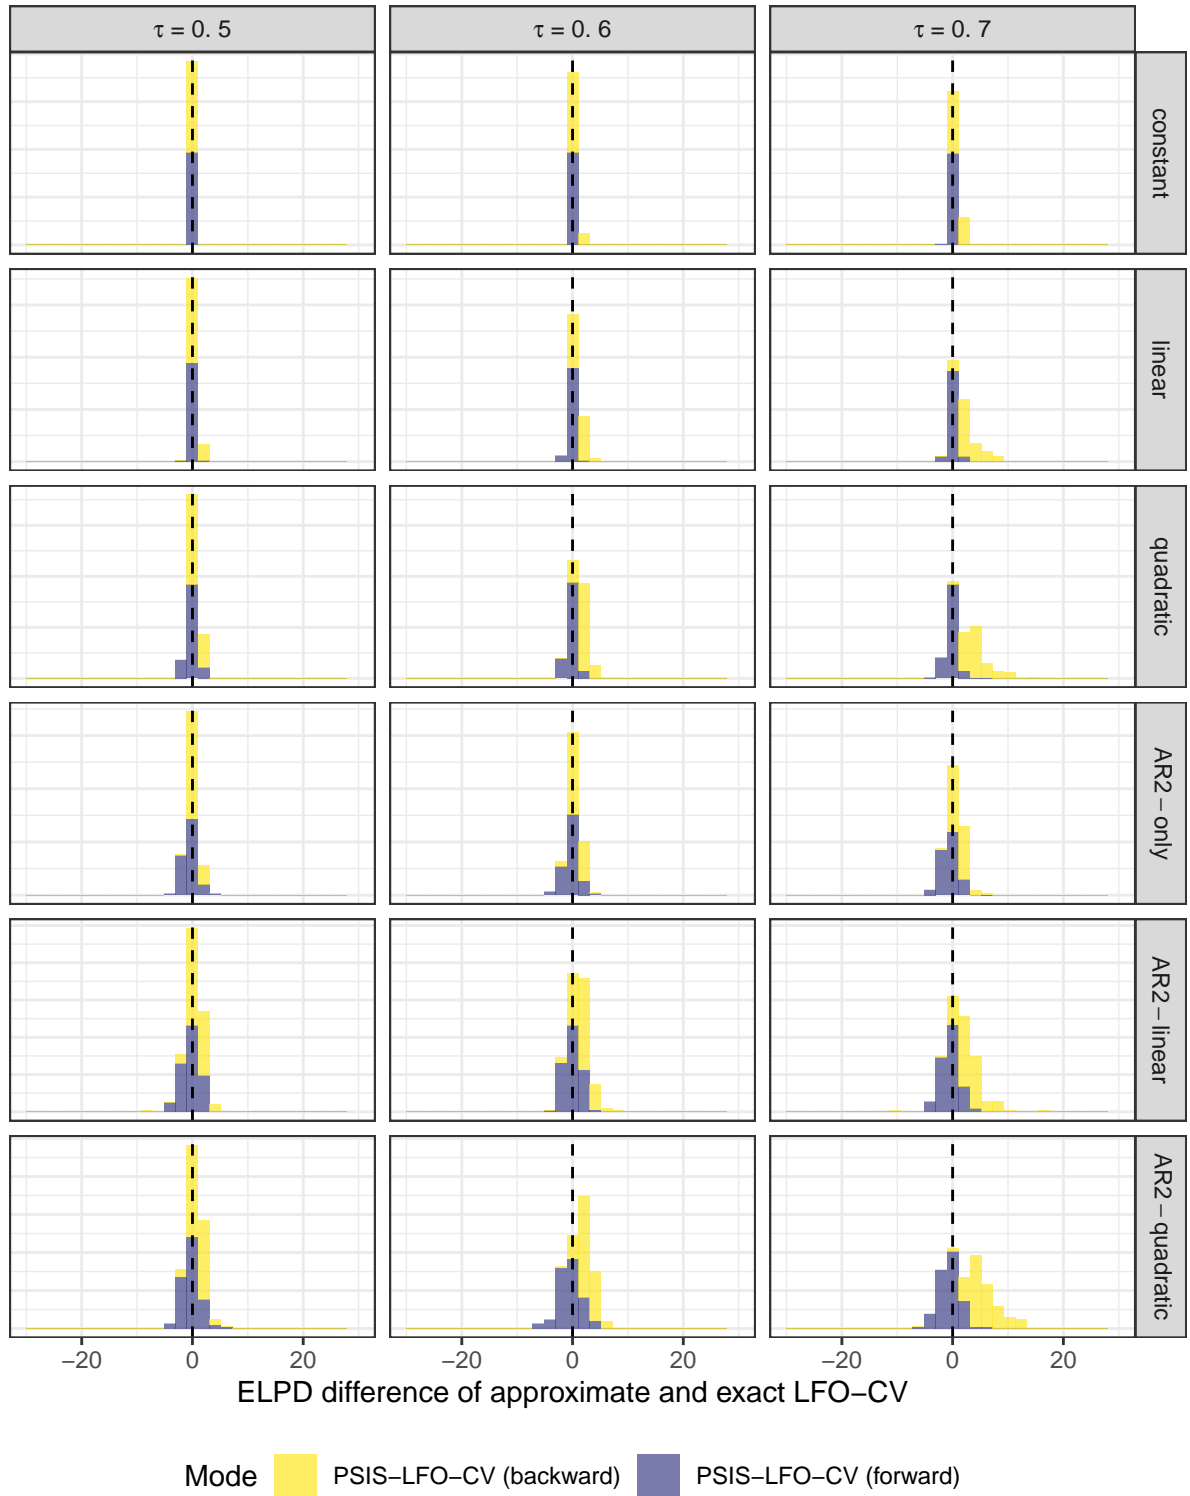 τ = 0. 5
τ = 0. 6
τ = 0. 7
constant
linear
quadratic
AR2 − only
AR2 − linear
AR2 − quadratic
−20 0 20 −20 0 20 −20 0 20
ELPD difference of approximate and exact LFO−CV
Mode PSIS−LFO−CV (backward) PSIS−LFO−CV (forward)